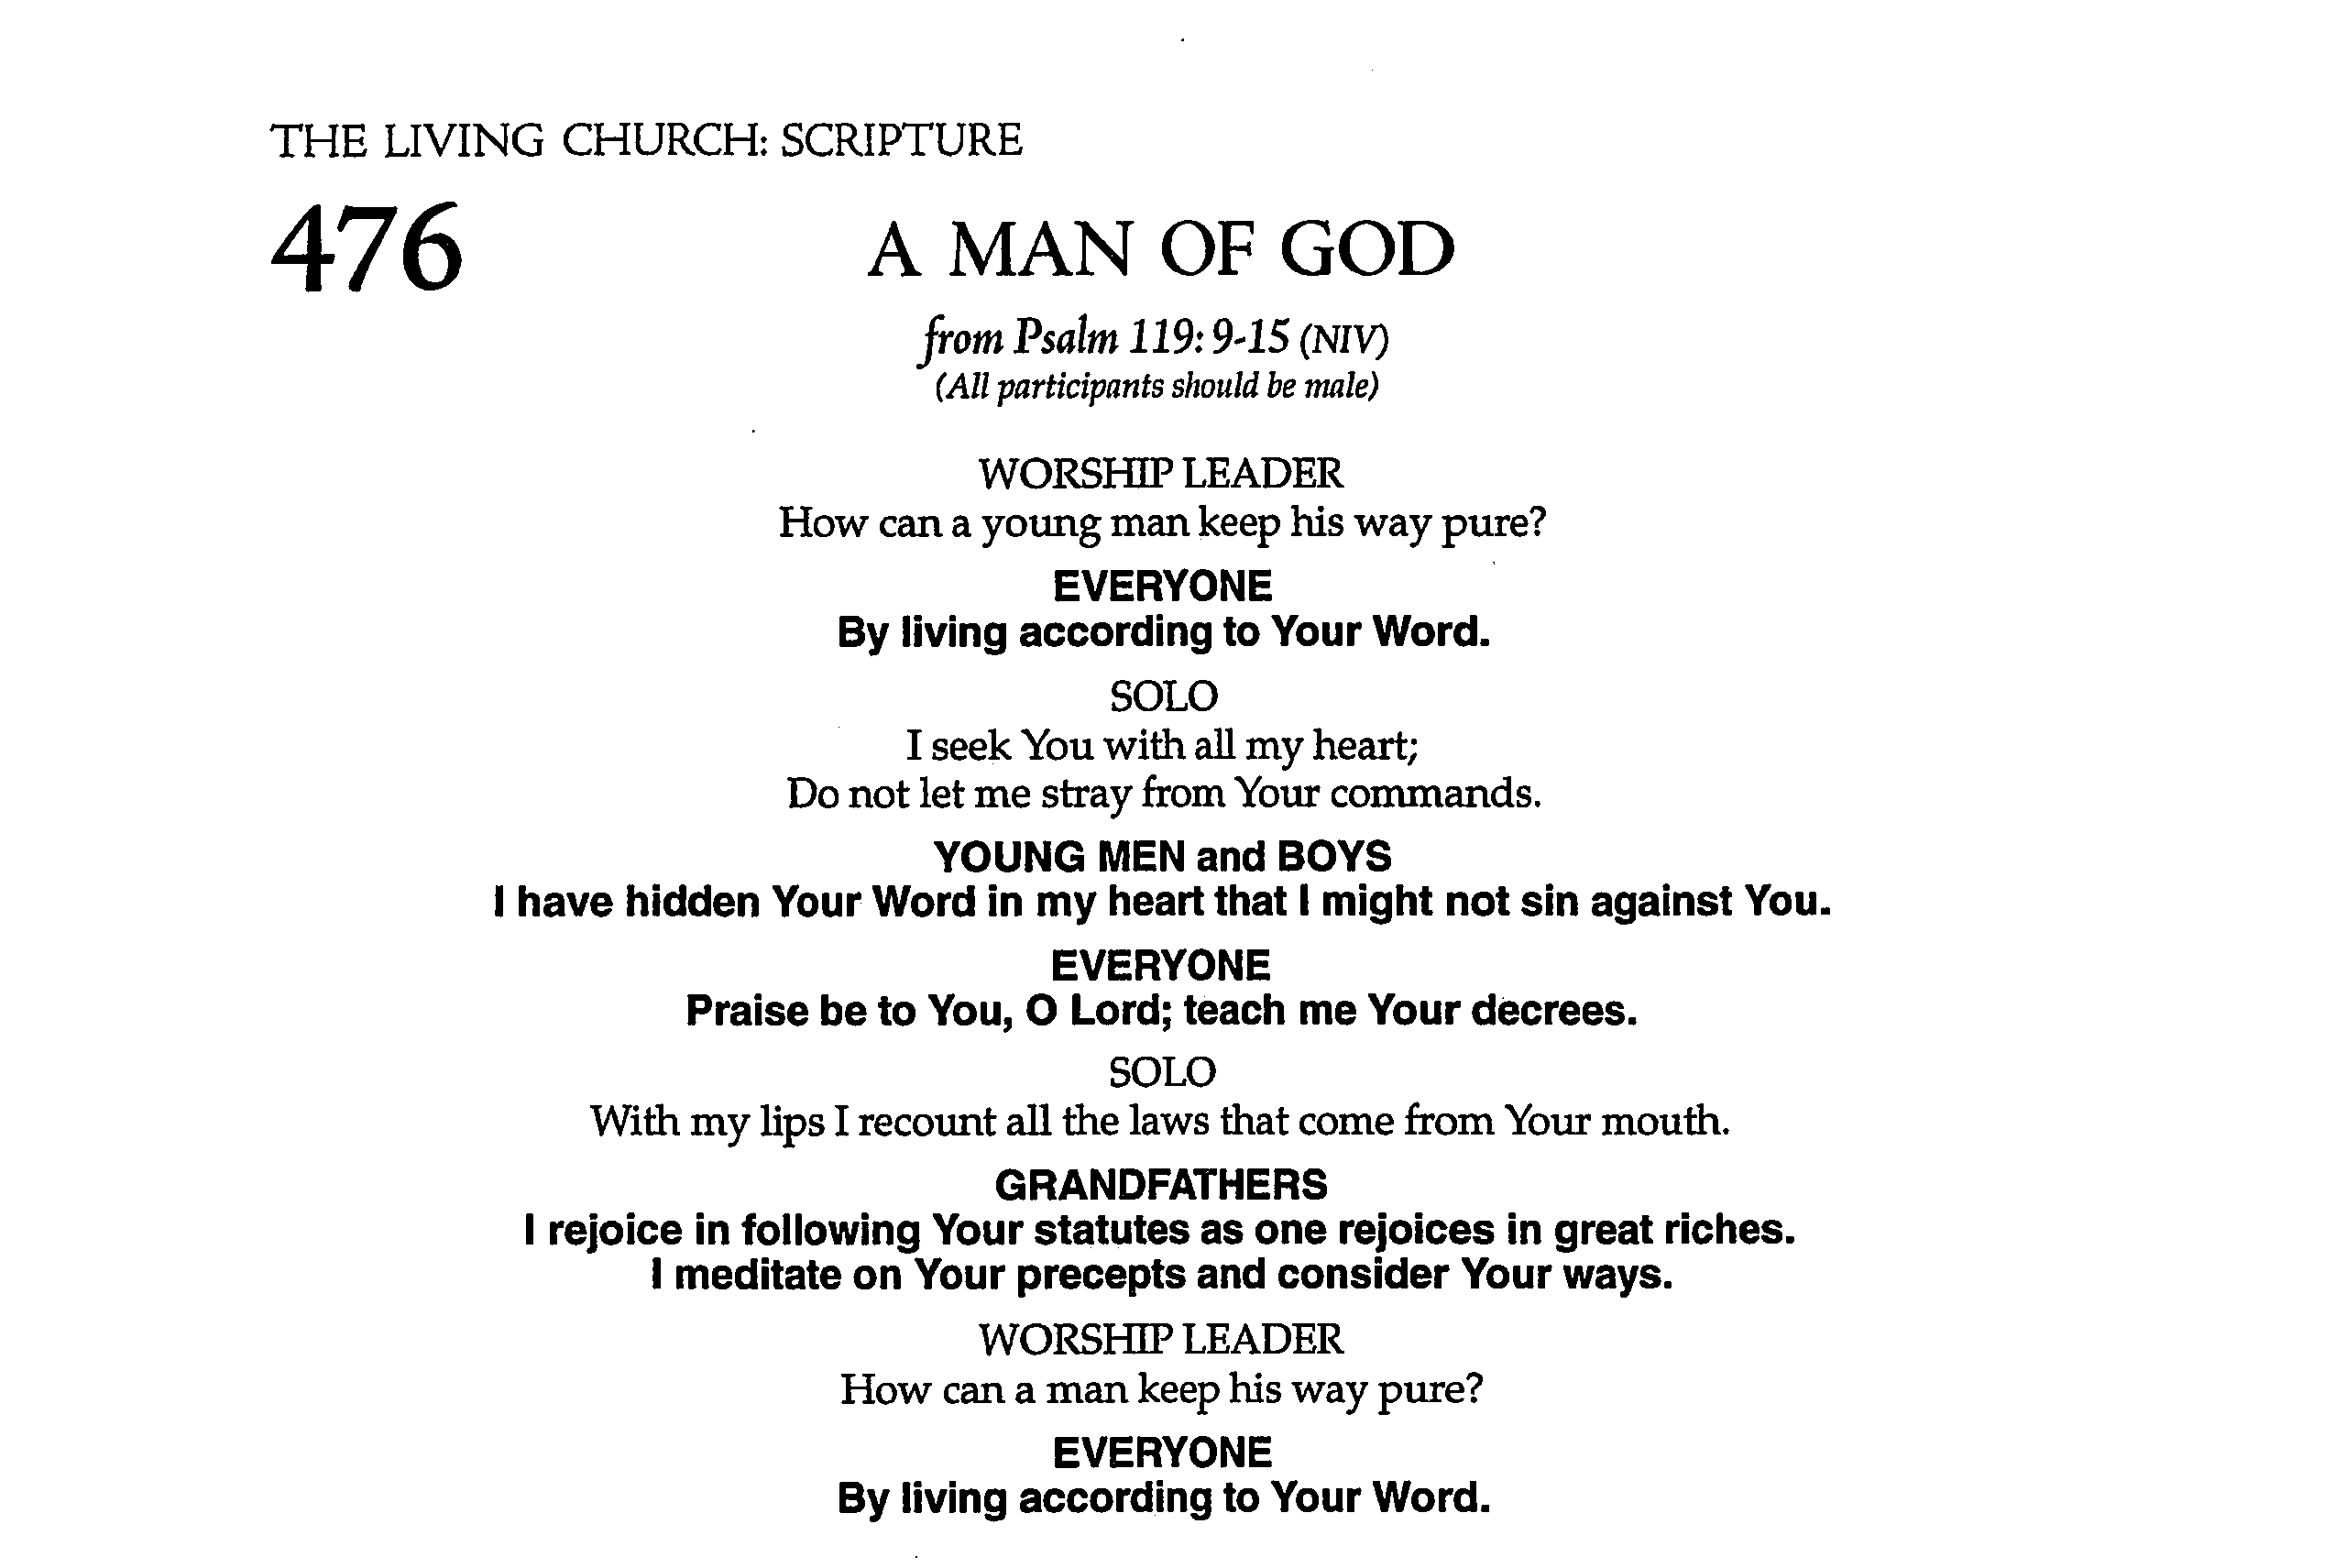 THE LIVING CHURCH: SCRIPTURE
476
A MAN OF GOD
from Psalm 119: 9-15 (NIV)
(All participants should be male)
WORSHIP LEADER
How can a young man keep his way pure?
EVERYONE
By living according to Your Word.
SOLO
I seek You with all my heart;
Do not let me stray from Your commands.
YOUNG MEN and BOYS
I have hidden Your Word in my heart that I might not sin against You.
EVERYONE
Praise be to You, O Lord; teach me Your decrees.
SOLO
With my lips I recount all the laws that come from Your mouth.
GRANDFATHERS
I rejoice in following Your statutes as one rejoices in great riches.
I meditate on Your precepts and consider Your ways.
WORSHIP LEADER
How can a man keep his way pure?
EVERYONE
By living according to Your Word.